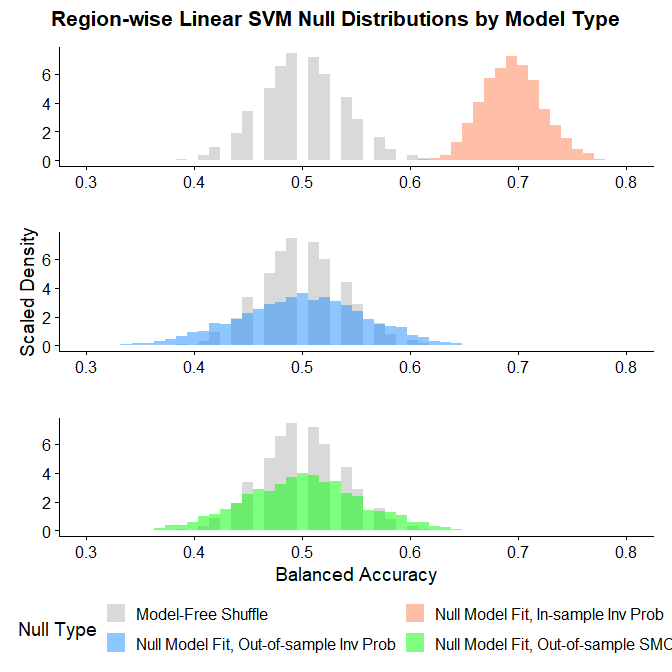 Region-wise Linear SVM Null Distributions by Model Type
6
4
2
0
0.3 0.4 0.5 0.6 0.7 0.8
Scaled Density
6
4
2
0
0.3 0.4 0.5 0.6 0.7 0.8
6
4
2
0
0.3 0.4 0.5 0.6 0.7 0.8
Balanced Accuracy
Null Type
Model-Free Shuffle
Null Model Fit, In-sample Inv Prob
Null Model Fit, Out-of-sample Inv Prob
Null Model Fit, Out-of-sample SMO